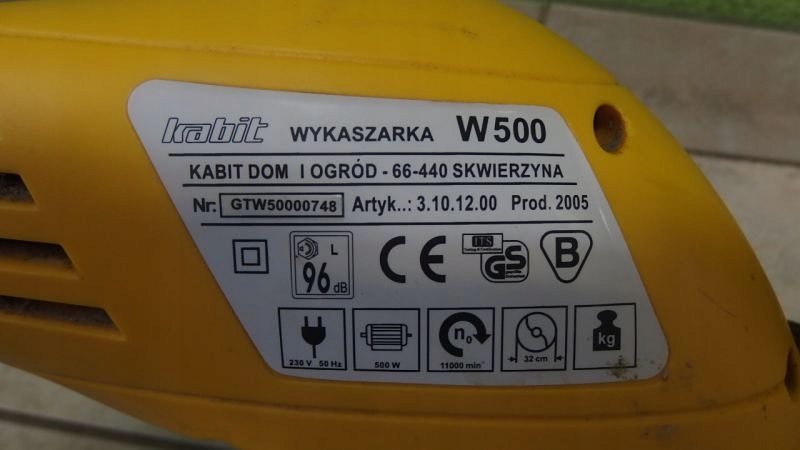 kabit WYKASZARKA W500
KABIT DOM I OGRÓD - 66-440 SKWIERZYNA
Nr: GTW50000748 Artyk..: 3.10.12.00 Prod. 2005
L
96 dB
CE
ITS
GS
B
n₀
kg
230 V 50 Hz
500 W
11000 min⁻
32 cm